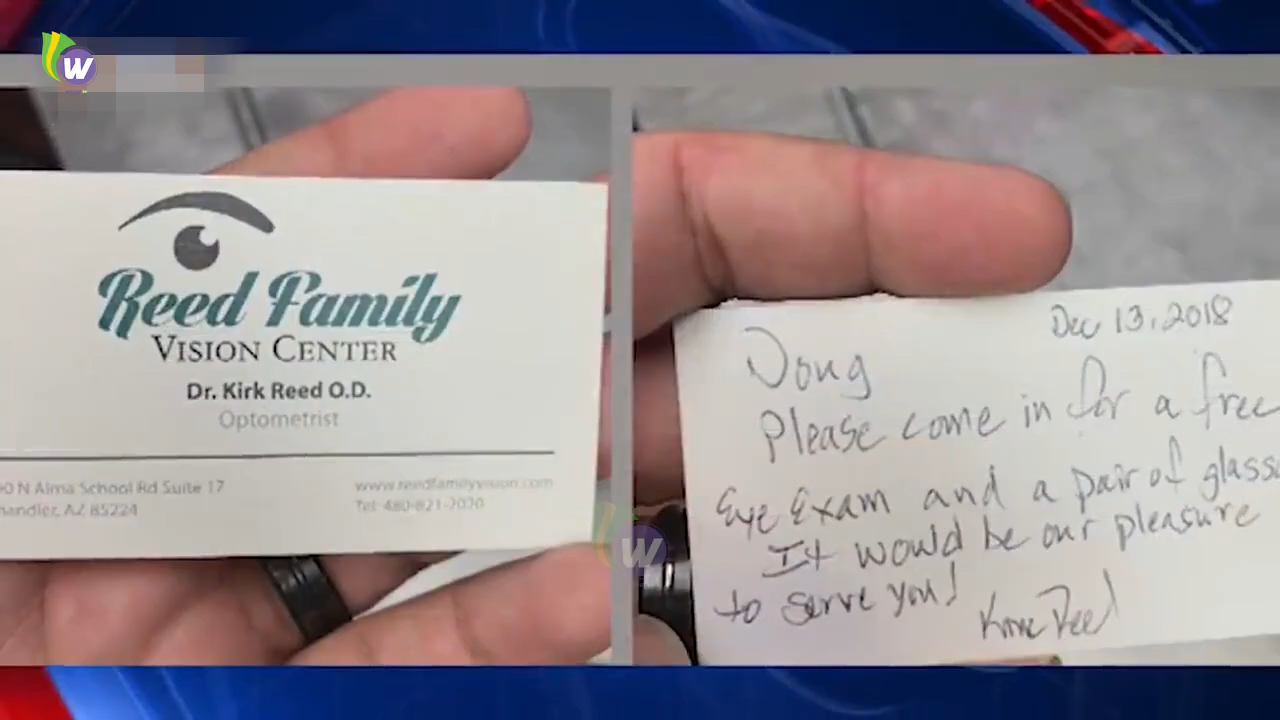 W
Reed Family
VISION CENTER
Dr. Kirk Reed O.D.
Optometrist
0 N Alma School Rd Suite 17
handler, AZ 85224
www.reedfamilyvision.com
Tel: 480-821-2020
Dec 13, 2018
Doug
Please come in for a free
Eye Exam and a pair of glass
It would be our pleasure
to serve you!
Kirk Reed
W